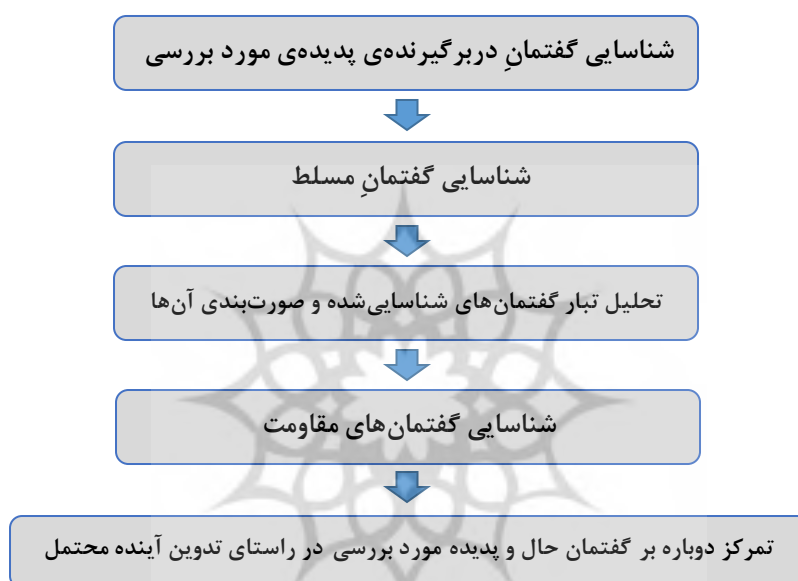 شناسایی گفتمانِ دربرگیرنده‌ی پدیده‌ی مورد بررسی
شناسایی گفتمانِ مسلط
تحلیل تبار گفتمان‌های شناسایی‌شده و صورت‌بندی آن‌ها
شناسایی گفتمان‌های مقاومت
تمرکز دوباره بر گفتمان حال و پدیده مورد بررسی در راستای تدوین آینده محتمل